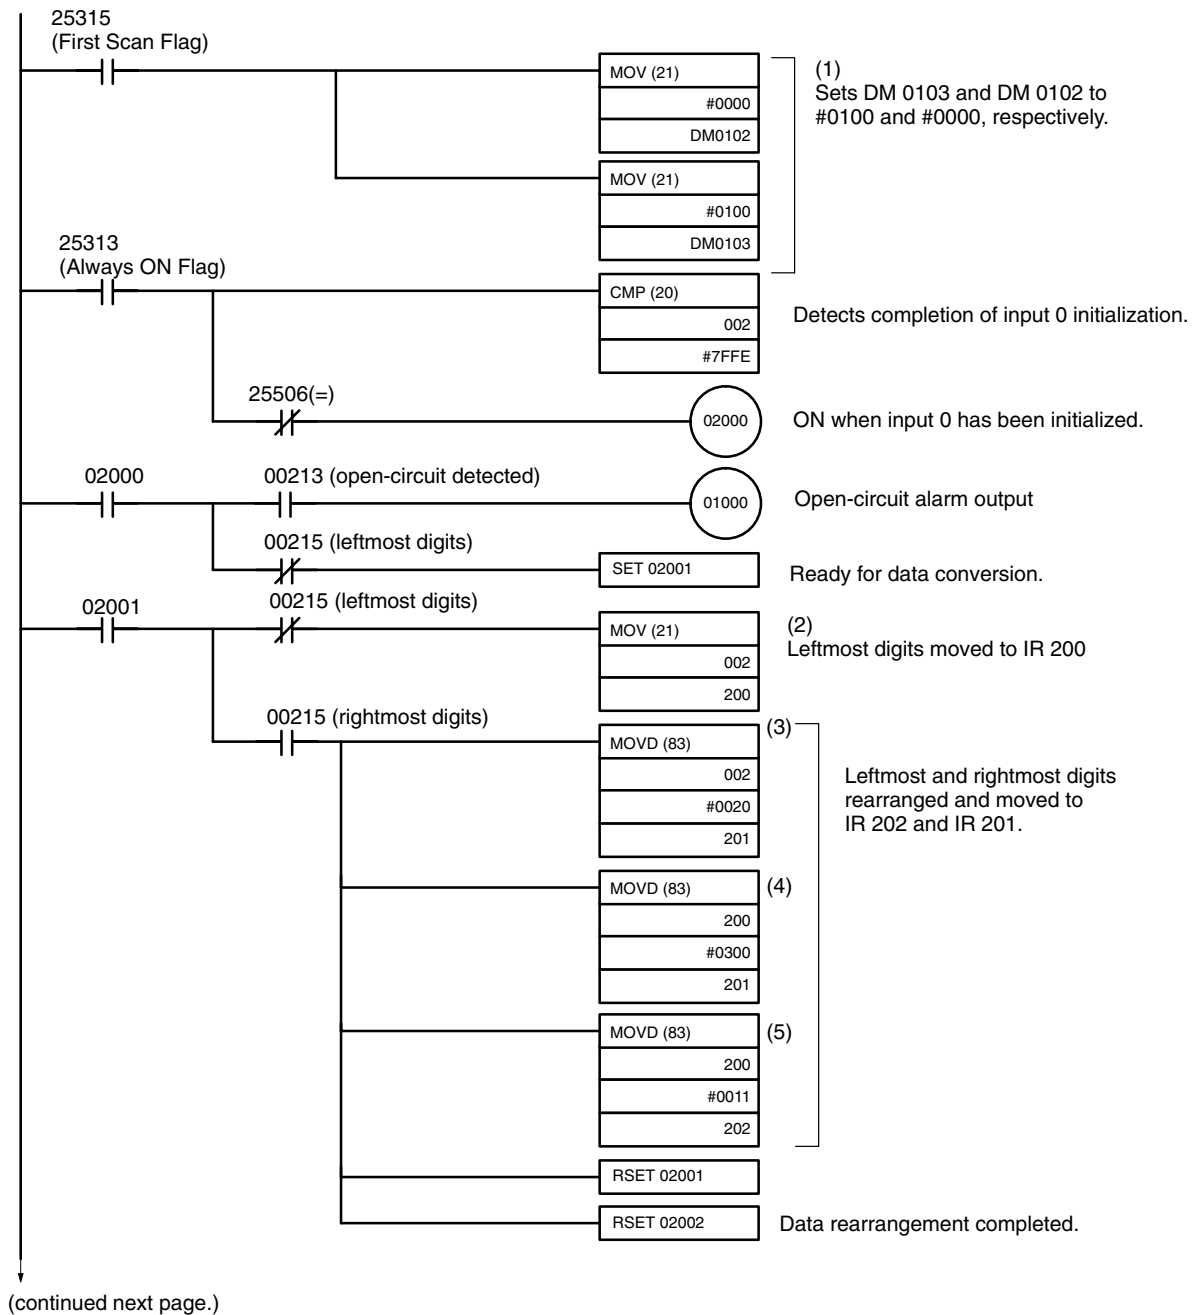 25315
(First Scan Flag)
MOV (21)
#0000
DM0102
(1)
Sets DM 0103 and DM 0102 to
#0100 and #0000, respectively.
MOV (21)
#0100
DM0103
25313
(Always ON Flag)
CMP (20)
002
#7FFE
Detects completion of input 0 initialization.
25506(=)
02000
ON when input 0 has been initialized.
02000
00213 (open-circuit detected)
01000
Open-circuit alarm output
00215 (leftmost digits)
SET 02001
Ready for data conversion.
02001
00215 (leftmost digits)
MOV (21)
002
200
(2)
Leftmost digits moved to IR 200
00215 (rightmost digits)
MOVD (83)
002
#0020
201
(3)
Leftmost and rightmost digits
rearranged and moved to
IR 202 and IR 201.
MOVD (83)
200
#0300
201
(4)
MOVD (83)
200
#0011
202
(5)
RSET 02001
RSET 02002
Data rearrangement completed.
(continued next page.)